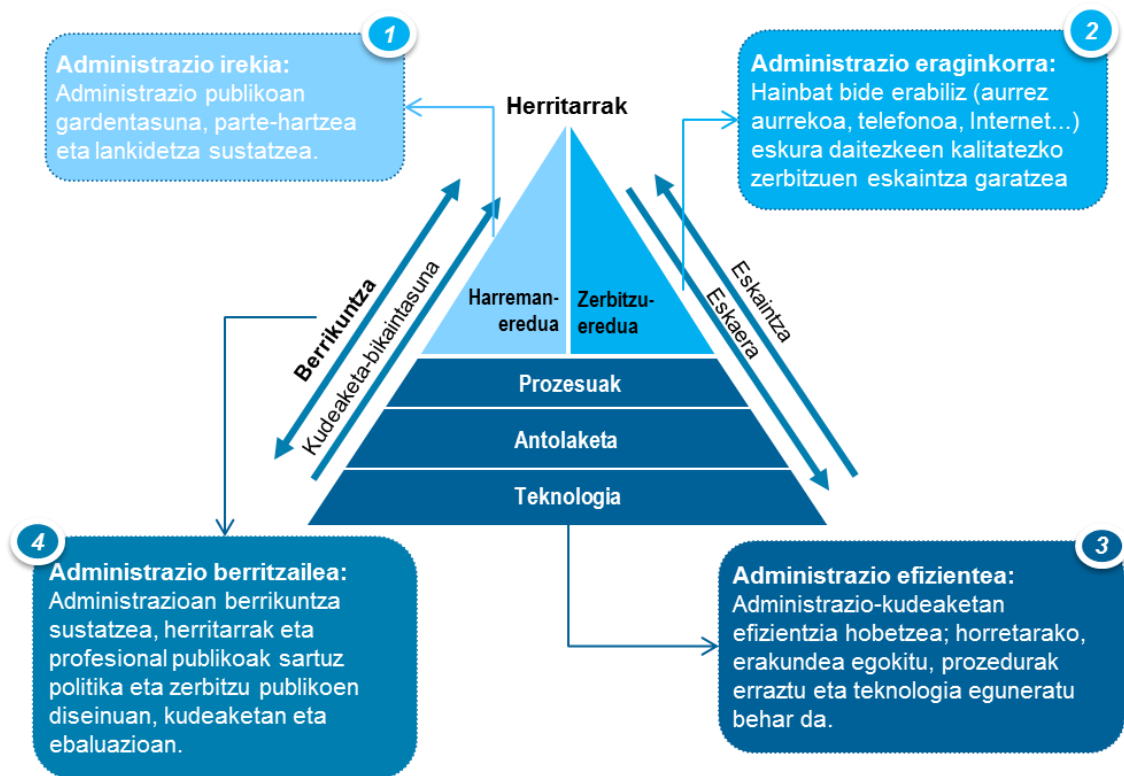 1
Administrazio irekia:
Administrazio publikoan
gardentasuna, parte-hartzea
eta lankidetza sustatzea.
2
Administrazio eraginkorra:
Hainbat bide erabiliz (aurrez
aurrekoa, telefonoa, Internet...)
eskura daitezkeen kalitatezko
zerbitzuen eskaintza garatzea
Herritarrak
Berrikuntza
Kudeaketa-bikaintasuna
Harreman-
eredua
Zerbitzu-
eredua
Eskaera
Eskaintza
Prozesuak
Antolaketa
Teknologia
4
Administrazio berritzailea:
Administrazioan berrikuntza
sustatzea, herritarrak eta
profesional publikoak sartuz
politika eta zerbitzu publikoen
diseinuan, kudeaketan eta
ebaluazioan.
3
Administrazio efizientea:
Administrazio-kudeaketan
efizientzia hobetzea; horretarako,
erakundea egokitu, prozedurak
erraztu eta teknologia eguneratu
behar da.